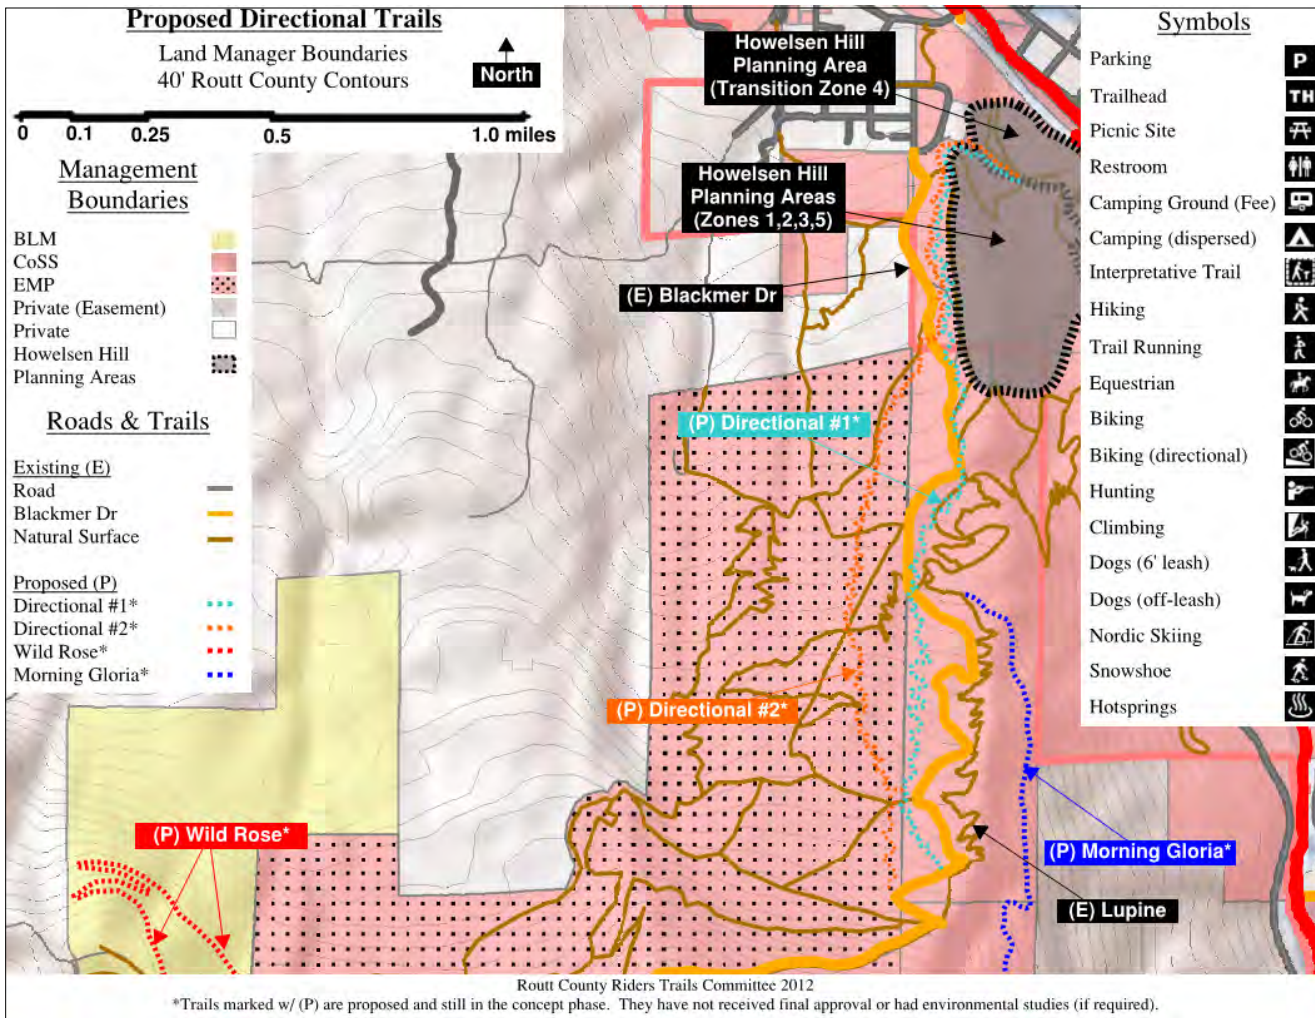 Proposed Directional Trails
Land Manager Boundaries
40' Routt County Contours
North
0 0.1 0.25 0.5 1.0 miles
Management
Boundaries
BLM
CoSS
EMP
Private (Easement)
Private
Howelsen Hill
Planning Areas
Roads & Trails
Existing (E)
Road
Blackmer Dr
Natural Surface
Proposed (P)
Directional #1*
Directional #2*
Wild Rose*
Morning Gloria*
Howelsen Hill
Planning Area
(Transition Zone 4)
Howelsen Hill
Planning Areas
(Zones 1,2,3,5)
(E) Blackmer Dr
(P) Directional #1*
(P) Directional #2*
(P) Wild Rose*
(P) Morning Gloria*
(E) Lupine
Symbols
Parking P
Trailhead TH
Picnic Site
Restroom
Camping Ground (Fee)
Camping (dispersed)
Interpretative Trail
Hiking
Trail Running
Equestrian
Biking
Biking (directional)
Hunting
Climbing
Dogs (6' leash)
Dogs (off-leash)
Nordic Skiing
Snowshoe
Hotsprings
Routt County Riders Trails Committee 2012
*Trails marked w/ (P) are proposed and still in the concept phase. They have not received final approval or had environmental studies (if required).